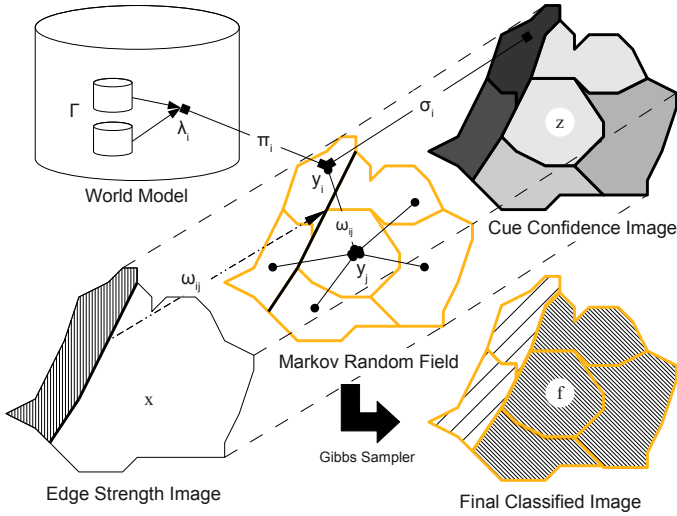 Γ
λi
World Model
πi
σi
z
Cue Confidence Image
yi
ωij
yj
Markov Random Field
ωij
x
Edge Strength Image
Gibbs Sampler
f
Final Classified Image